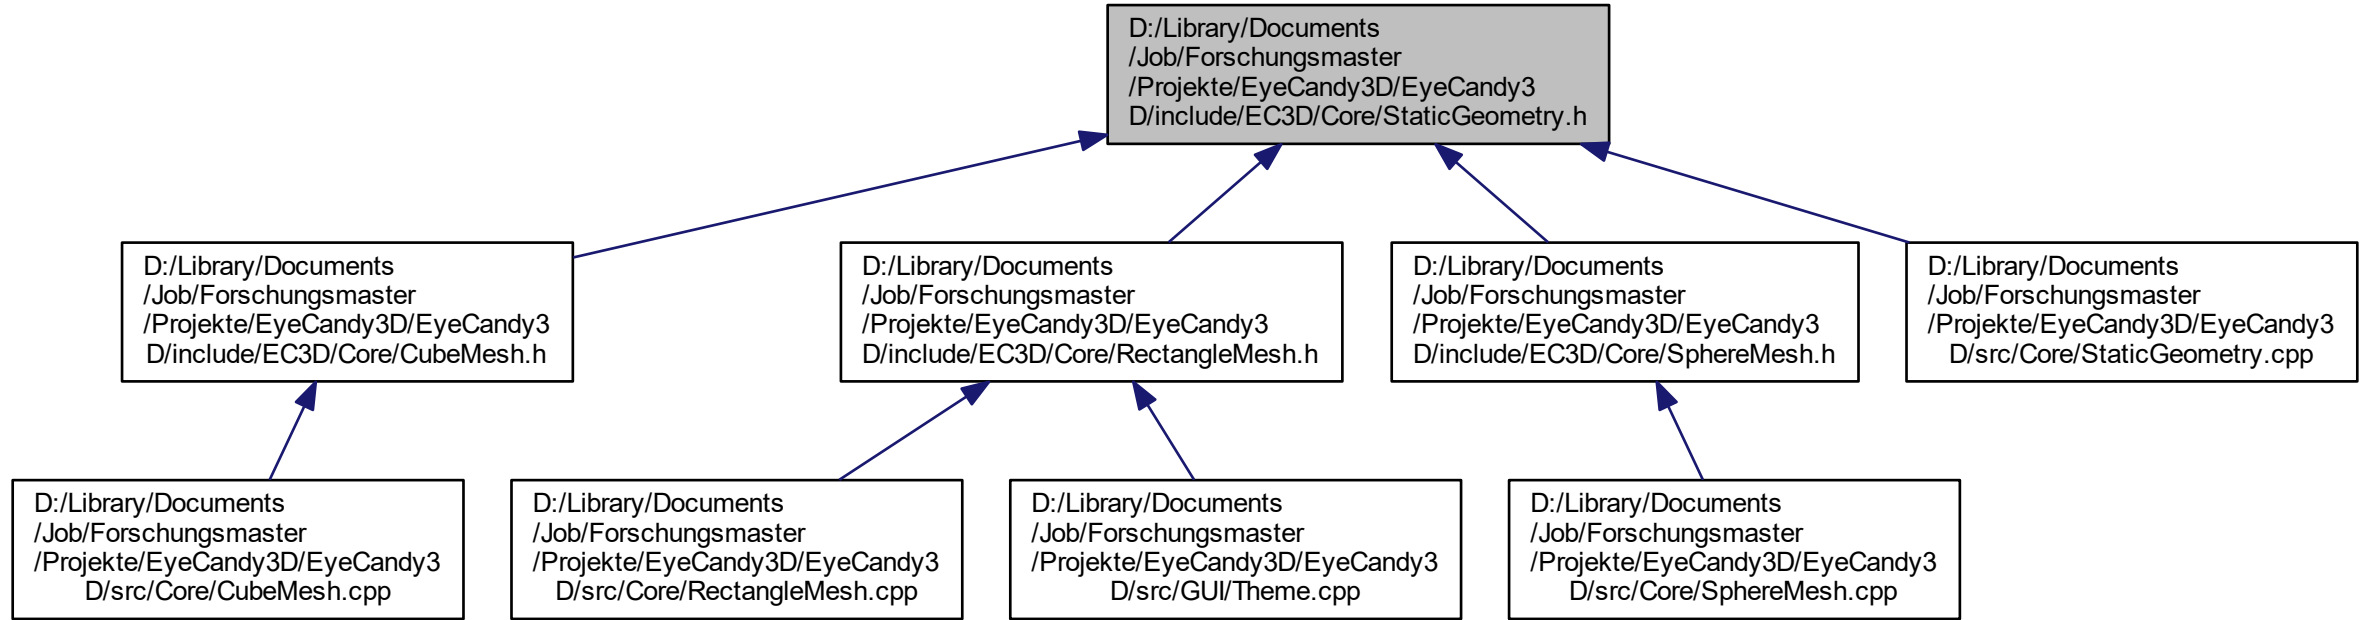 D:/Library/Documents
/Job/Forschungsmaster
/Projekte/EyeCandy3D/EyeCandy3
D/include/EC3D/Core/StaticGeometry.h
D:/Library/Documents
/Job/Forschungsmaster
/Projekte/EyeCandy3D/EyeCandy3
D/include/EC3D/Core/CubeMesh.h
D:/Library/Documents
/Job/Forschungsmaster
/Projekte/EyeCandy3D/EyeCandy3
D/include/EC3D/Core/RectangleMesh.h
D:/Library/Documents
/Job/Forschungsmaster
/Projekte/EyeCandy3D/EyeCandy3
D/include/EC3D/Core/SphereMesh.h
D:/Library/Documents
/Job/Forschungsmaster
/Projekte/EyeCandy3D/EyeCandy3
D/src/Core/StaticGeometry.cpp
D:/Library/Documents
/Job/Forschungsmaster
/Projekte/EyeCandy3D/EyeCandy3
D/src/Core/CubeMesh.cpp
D:/Library/Documents
/Job/Forschungsmaster
/Projekte/EyeCandy3D/EyeCandy3
D/src/Core/RectangleMesh.cpp
D:/Library/Documents
/Job/Forschungsmaster
/Projekte/EyeCandy3D/EyeCandy3
D/src/GUI/Theme.cpp
D:/Library/Documents
/Job/Forschungsmaster
/Projekte/EyeCandy3D/EyeCandy3
D/src/Core/SphereMesh.cpp